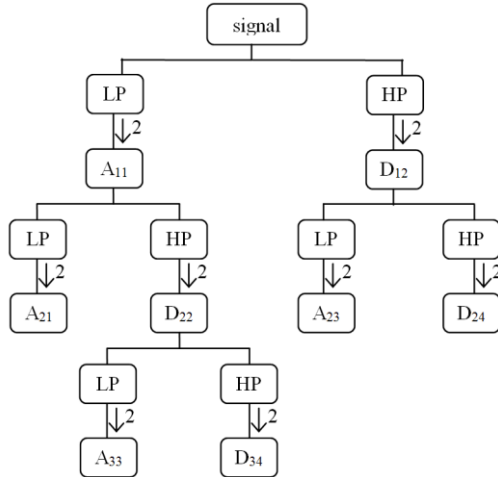 signal
LP HP
↓2 ↓2
A₁₁ D₁₂
LP HP LP HP
↓2 ↓2 ↓2 ↓2
A₂₁ D₂₂ A₂₃ D₂₄
LP HP
↓2 ↓2
A₃₃ D₃₄